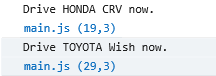 Drive HONDA CRV now.
main.js (19,3)
Drive TOYOTA Wish now.
main.js (29,3)